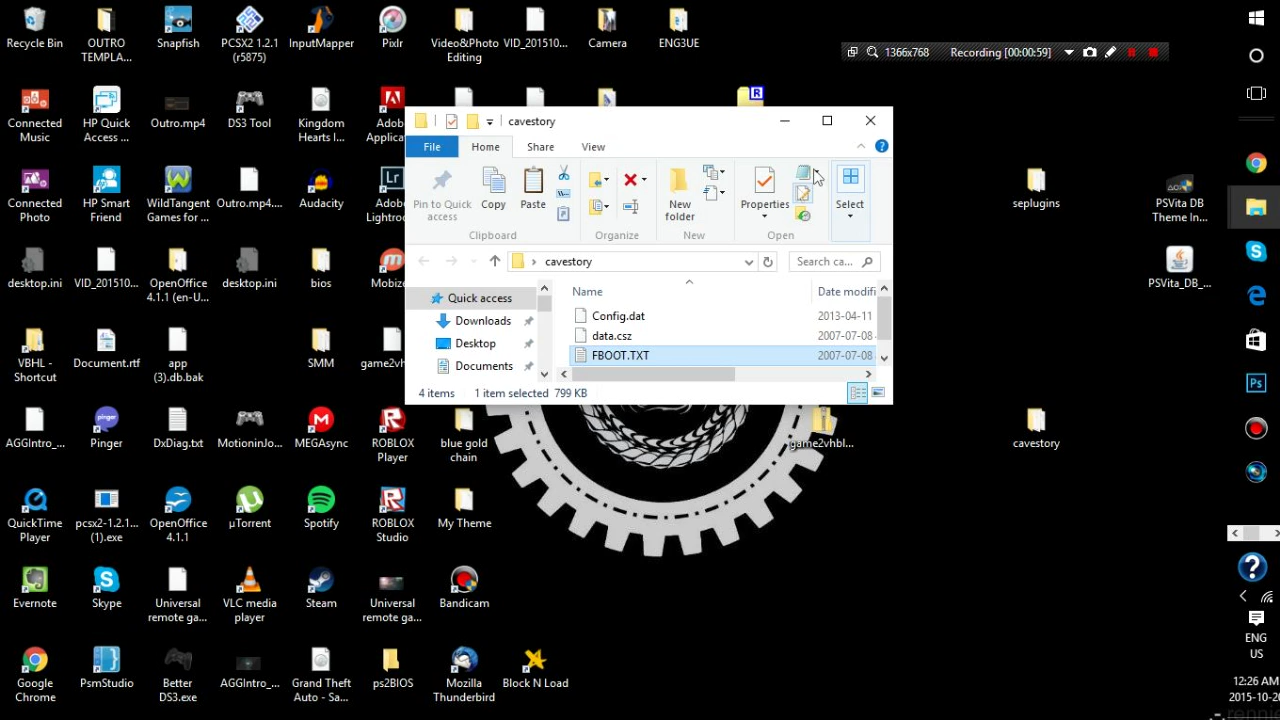 Recycle Bin
OUTRO
TEMPLA...
Snapfish
PCSX2 1.2.1
(r5875)
InputMapper
Pixlr
Video&Photo
Editing
VID_201510...
Camera
ENG3UE
1366x768
Recording [00:00:59]
Connected
Music
HP Quick
Access ...
Outro.mp4
DS3 Tool
Kingdom
Hearts I...
Adobe
Applicati...
R
cavestory
File
Home
Share
View
Pin to Quick
access
Copy
Paste
New
folder
Properties
Select
Clipboard
Organize
New
Open
cavestory
Search ca...
Quick access
Downloads
Desktop
Documents
Name
Date modifi
Config.dat
2013-04-11
data.csz
2007-07-08
FBOOT.TXT
2007-07-08
4 items
1 item selected
799 KB
Connected
Photo
HP Smart
Friend
WildTangent
Games for ...
Outro.mp4....
Audacity
Lr
seplugins
PSVita DB
Theme In...
desktop.ini
VID_201510...
OpenOffice
4.1.1 (en-U...
desktop.ini
bios
PSVita_DB_...
VBHL -
Shortcut
Document.rtf
app
(3).db.bak
SMM
Ps
AGGIntro_...
Pinger
DxDiag.txt
MotioninJo...
MEGAsync
ROBLOX
Player
blue gold
chain
game2vhbl...
cavestory
QuickTime
Player
pcsx2-1.2.1...
(1).exe
OpenOffice
4.1.1
µTorrent
Spotify
ROBLOX
Studio
My Theme
Evernote
Skype
Universal
remote ga...
VLC media
player
Steam
Universal
remote ga...
Bandicam
Google
Chrome
PsmStudio
Better
DS3.exe
AGGIntro_...
Grand Theft
Auto - Sa...
ps2BIOS
Mozilla
Thunderbird
Block N Load
ENG
US
12:26 AM